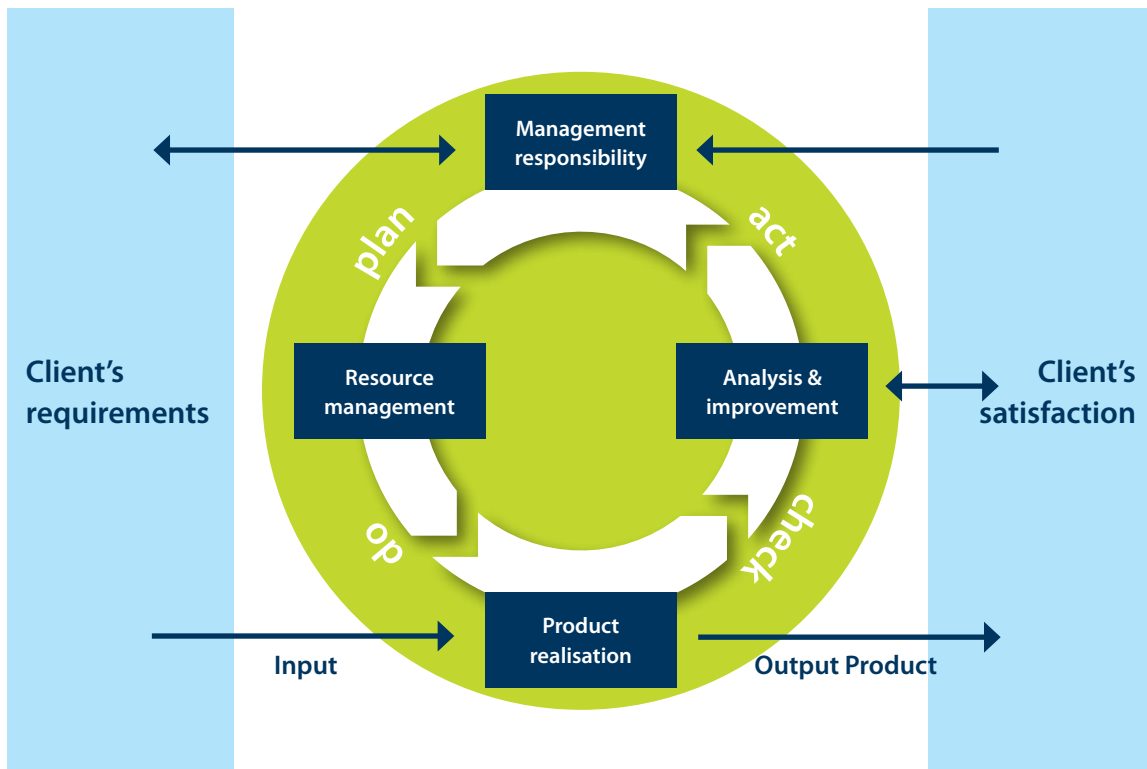 Management
responsibility
plan
act
Client’s
requirements
Resource
management
Analysis &
improvement
Client’s
satisfaction
do
check
Product
realisation
Input
Output Product